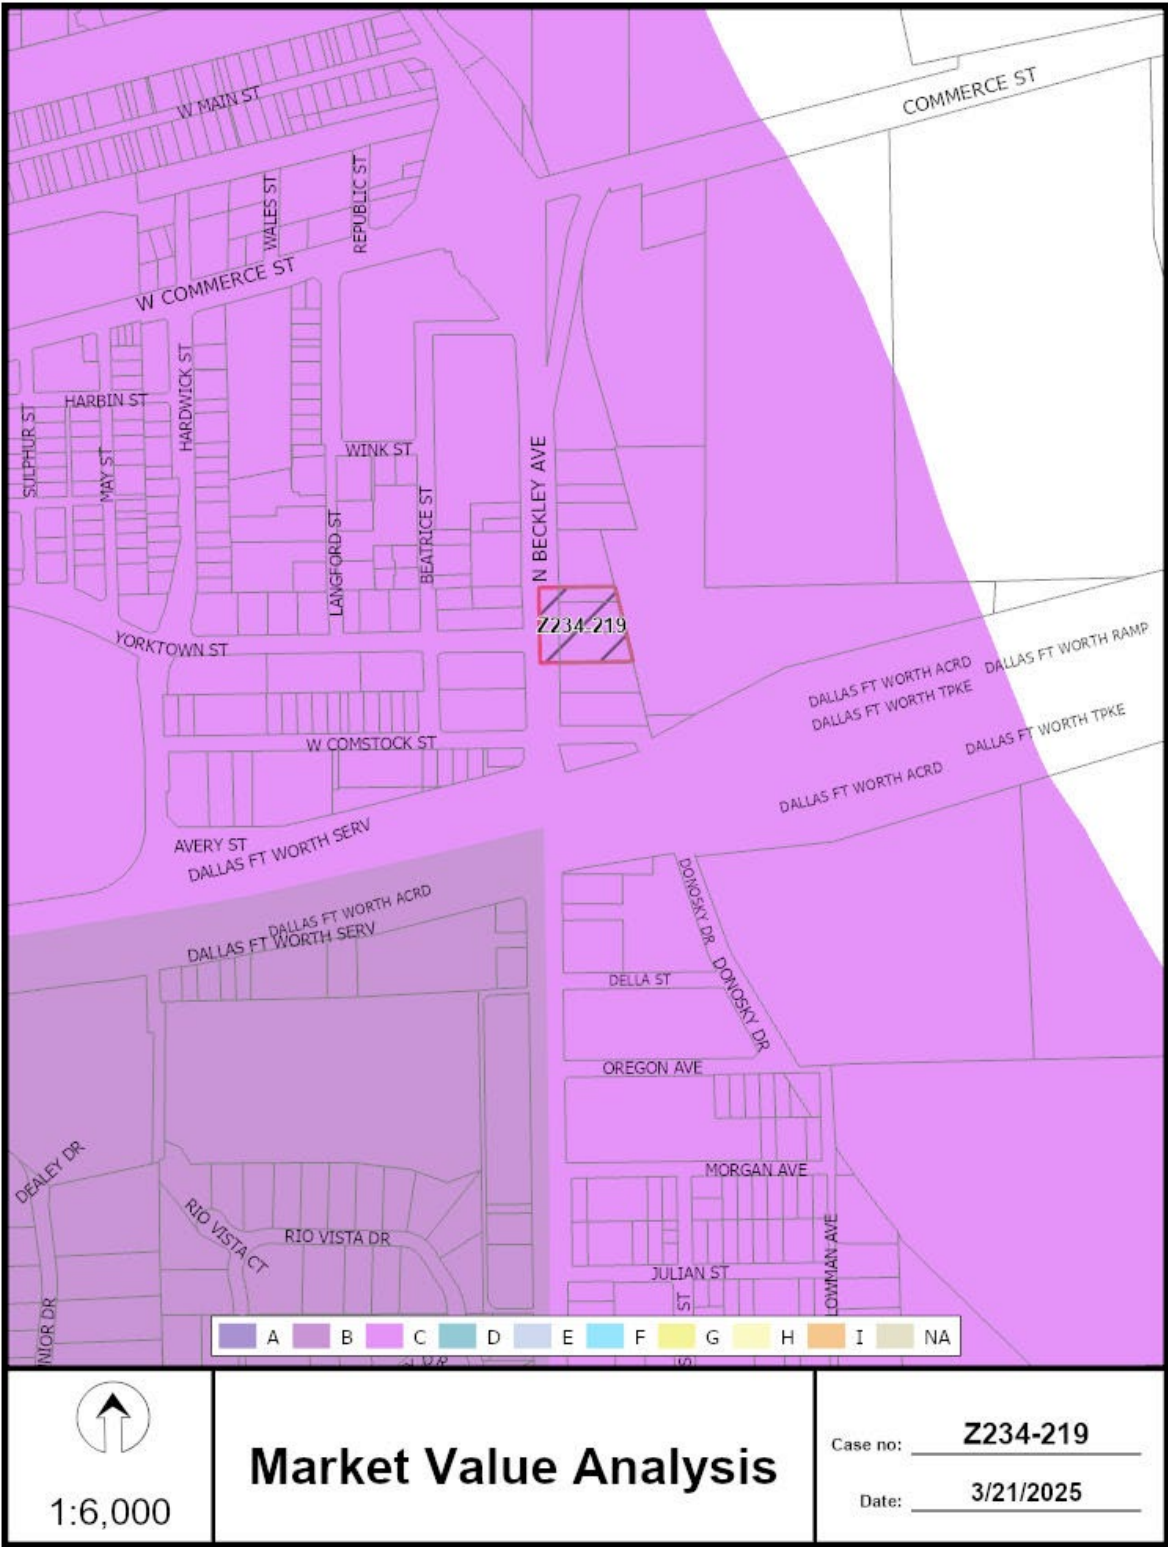 COMMERCE ST
W MAIN ST
REPUBLIC ST
WALES ST
W COMMERCE ST
HARDWICK ST
HARBIN ST
SULPHUR ST
MAY ST
WINK ST
N BECKLEY AVE
BEATRICE ST
LANGFORD ST
Z234-219
YORKTOWN ST
DALLAS FT WORTH RAMP
DALLAS FT WORTH ACRD
DALLAS FT WORTH TPKE
DALLAS FT WORTH TPKE
W COMSTOCK ST
DALLAS FT WORTH ACRD
AVERY ST
DALLAS FT WORTH SERV
DONOSKY DR
DALLAS FT WORTH ACRD
DALLAS FT WORTH SERV
DELLA ST
DONOSKY DR
OREGON AVE
DEALEY DR
MORGAN AVE
RIO VISTA CT
RIO VISTA DR
LOWMAN AVE
JULIAN ST
ST
NIOR DR
A B C D E F G H I NA
DR
S
1:6,000
Market Value Analysis
Case no: Z234-219
Date: 3/21/2025